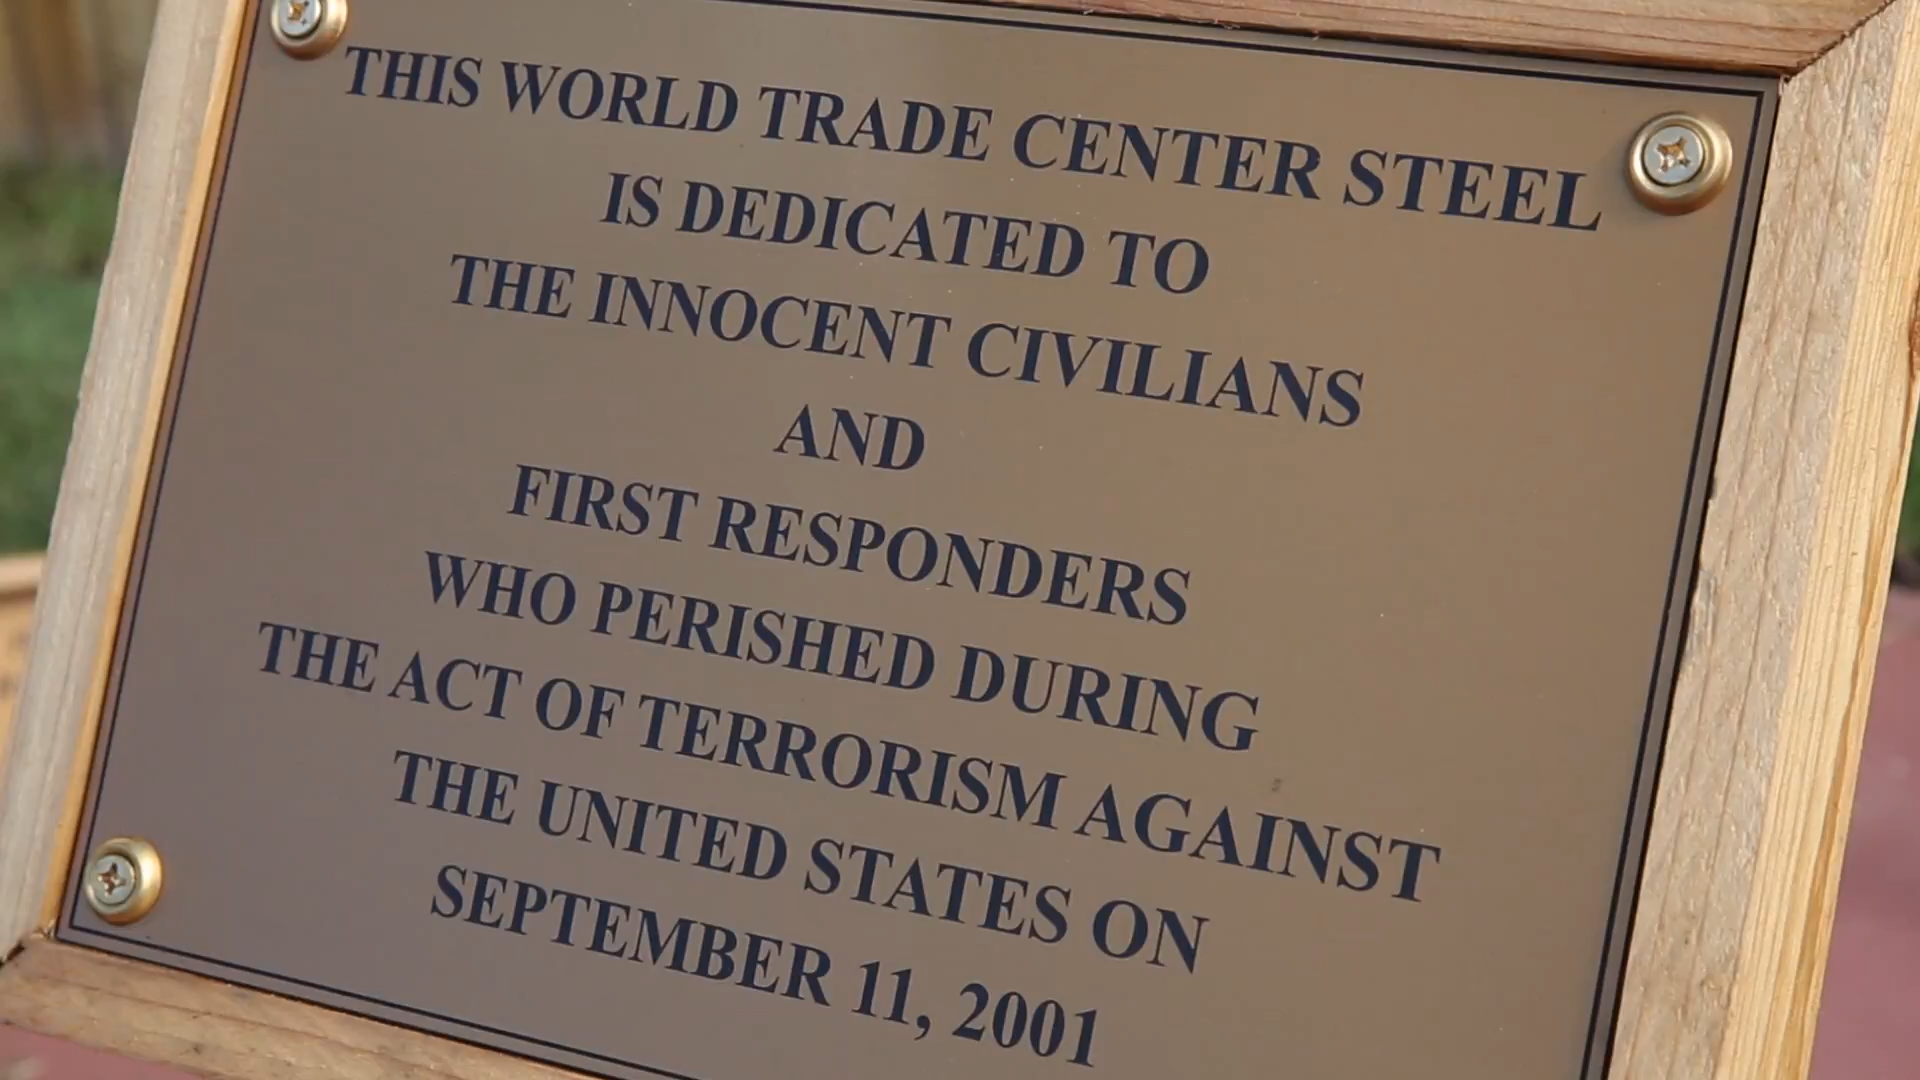 THIS WORLD TRADE CENTER STEEL
IS DEDICATED TO
THE INNOCENT CIVILIANS
AND
FIRST RESPONDERS
WHO PERISHED DURING
THE ACT OF TERRORISM AGAINST
THE UNITED STATES ON
SEPTEMBER 11, 2001